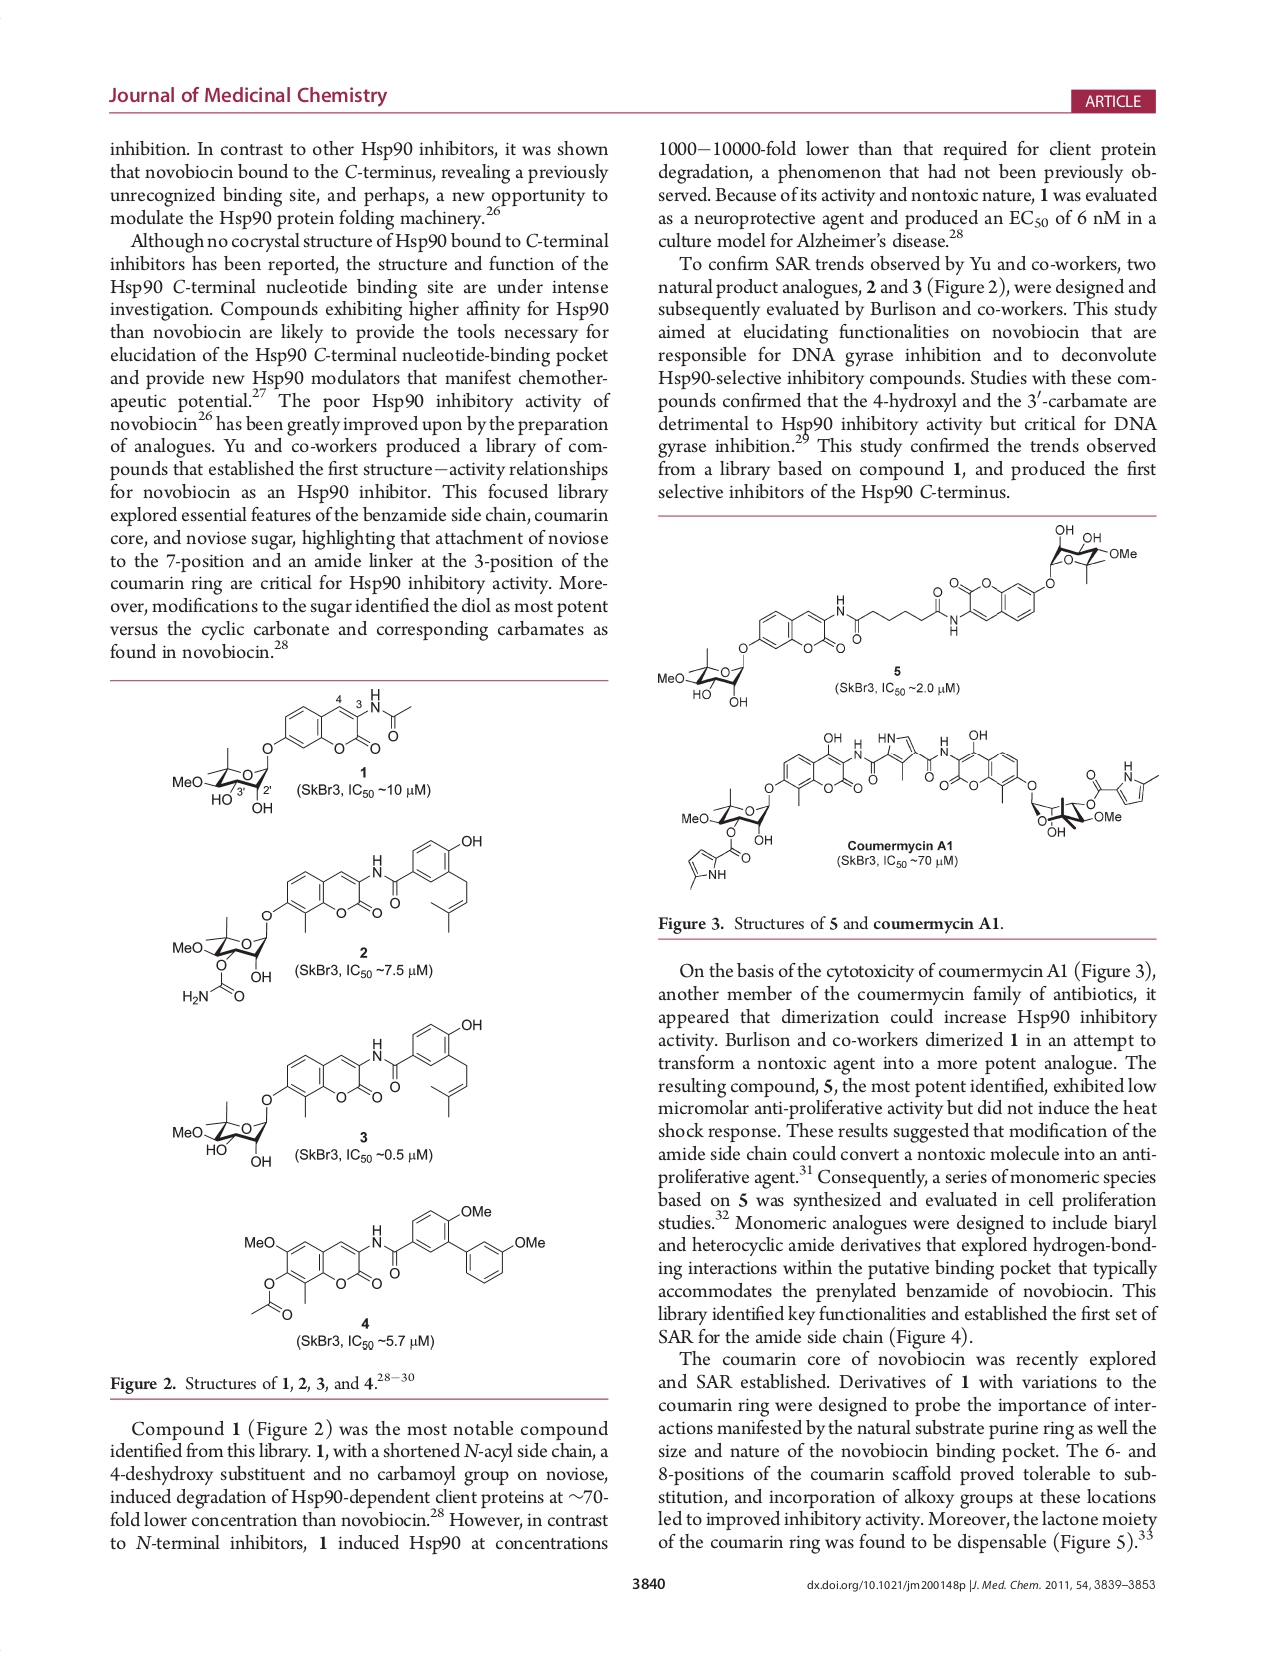 Journal of Medicinal Chemistry
ARTICLE
inhibition. In contrast to other Hsp90 inhibitors, it was shown
that novobiocin bound to the C-terminus, revealing a previously
unrecognized binding site, and perhaps, a new opportunity to
modulate the Hsp90 protein folding machinery.26
Although no cocrystal structure of Hsp90 bound to C-terminal
inhibitors has been reported, the structure and function of the
Hsp90 C-terminal nucleotide binding site are under intense
investigation. Compounds exhibiting higher affinity for Hsp90
than novobiocin are likely to provide the tools necessary for
elucidation of the Hsp90 C-terminal nucleotide-binding pocket
and provide new Hsp90 modulators that manifest chemother-
apeutic potential.27 The poor Hsp90 inhibitory activity of
novobiocin26 has been greatly improved upon by the preparation
of analogues. Yu and co-workers produced a library of com-
pounds that established the first structure−activity relationships
for novobiocin as an Hsp90 inhibitor. This focused library
explored essential features of the benzamide side chain, coumarin
core, and noviose sugar, highlighting that attachment of noviose
to the 7-position and an amide linker at the 3-position of the
coumarin ring are critical for Hsp90 inhibitory activity. More-
over, modifications to the sugar identified the diol as most potent
versus the cyclic carbonate and corresponding carbamates as
found in novobiocin.28
4
3
H
N
O
O
O
O
O
MeO
HO
3'
2'
OH
1
(SkBr3, IC50 ~10 μM)
OH
H
N
O
O
O
O
O
MeO
O
OH
H2N
O
2
(SkBr3, IC50 ~7.5 μM)
OH
H
N
O
O
O
O
O
MeO
HO
OH
3
(SkBr3, IC50 ~0.5 μM)
OMe
H
N
MeO
OMe
O
O
O
O
O
4
(SkBr3, IC50 ~5.7 μM)
Figure 2. Structures of 1, 2, 3, and 4.28−30
Compound 1 (Figure 2) was the most notable compound
identified from this library. 1, with a shortened N-acyl side chain, a
4-deshydroxy substituent and no carbamoyl group on noviose,
induced degradation of Hsp90-dependent client proteins at ∼70-
fold lower concentration than novobiocin.28 However, in contrast
to N-terminal inhibitors, 1 induced Hsp90 at concentrations
1000−10000-fold lower than that required for client protein
degradation, a phenomenon that had not been previously ob-
served. Because of its activity and nontoxic nature, 1 was evaluated
as a neuroprotective agent and produced an EC50 of 6 nM in a
culture model for Alzheimer's disease.28
To confirm SAR trends observed by Yu and co-workers, two
natural product analogues, 2 and 3 (Figure 2), were designed and
subsequently evaluated by Burlison and co-workers. This study
aimed at elucidating functionalities on novobiocin that are
responsible for DNA gyrase inhibition and to deconvolute
Hsp90-selective inhibitory compounds. Studies with these com-
pounds confirmed that the 4-hydroxyl and the 3′-carbamate are
detrimental to Hsp90 inhibitory activity but critical for DNA
gyrase inhibition.29 This study confirmed the trends observed
from a library based on compound 1, and produced the first
selective inhibitors of the Hsp90 C-terminus.
OH
OH
OMe
O
O
O
O
O
N
H
H
N
O
O
O
O
O
MeO
HO
OH
5
(SkBr3, IC50 ~2.0 μM)
OH
H
N
HN
H
N
OH
O
O
O
O
O
O
O
O
O
MeO
O
OH
O
NH
O
O
H
N
O
OMe
OH
Coumermycin A1
(SkBr3, IC50 ~70 μM)
Figure 3. Structures of 5 and coumermycin A1.
On the basis of the cytotoxicity of coumermycin A1 (Figure 3),
another member of the coumermycin family of antibiotics, it
appeared that dimerization could increase Hsp90 inhibitory
activity. Burlison and co-workers dimerized 1 in an attempt to
transform a nontoxic agent into a more potent analogue. The
resulting compound, 5, the most potent identified, exhibited low
micromolar anti-proliferative activity but did not induce the heat
shock response. These results suggested that modification of the
amide side chain could convert a nontoxic molecule into an anti-
proliferative agent.31 Consequently, a series of monomeric species
based on 5 was synthesized and evaluated in cell proliferation
studies.32 Monomeric analogues were designed to include biaryl
and heterocyclic amide derivatives that explored hydrogen-bond-
ing interactions within the putative binding pocket that typically
accommodates the prenylated benzamide of novobiocin. This
library identified key functionalities and established the first set of
SAR for the amide side chain (Figure 4).
The coumarin core of novobiocin was recently explored
and SAR established. Derivatives of 1 with variations to the
coumarin ring were designed to probe the importance of inter-
actions manifested by the natural substrate purine ring as well the
size and nature of the novobiocin binding pocket. The 6- and
8-positions of the coumarin scaffold proved tolerable to sub-
stitution, and incorporation of alkoxy groups at these locations
led to improved inhibitory activity. Moreover, the lactone moiety
of the coumarin ring was found to be dispensable (Figure 5).33
3840
dx.doi.org/10.1021/jm200148p |J. Med. Chem. 2011, 54, 3839–3853